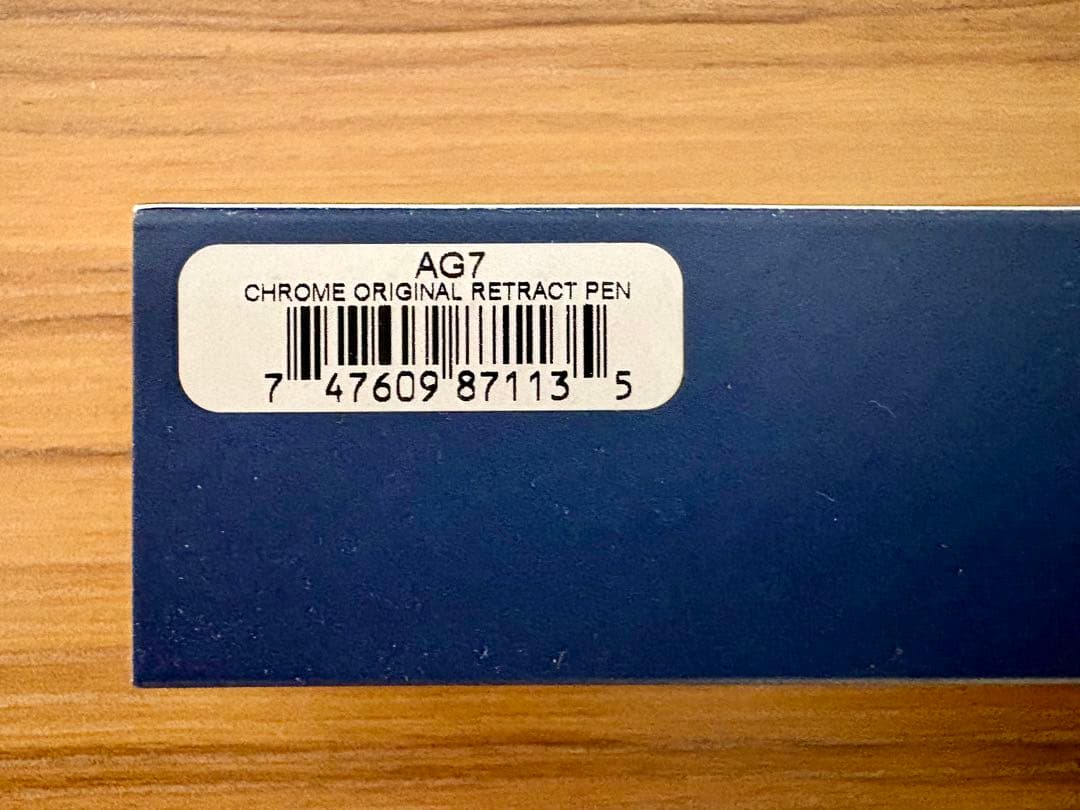 AG7
CHROME ORIGINAL RETRACT PEN
7 47609 87113 5